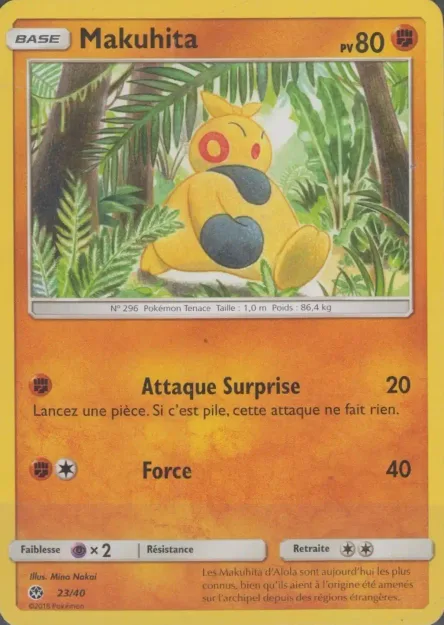 BASE Makuhita PV80
N° 296 Pokémon Tenace Taille : 1,0 m Poids : 86,4 kg
Attaque Surprise 20
Lancez une pièce. Si c'est pile, cette attaque ne fait rien.
Force 40
Faiblesse × 2 Résistance Retraite
Illus. Mina Nakai
23/40
©2018 Pokémon
Les Makuhita d'Alola sont aujourd'hui les plus
connus, bien qu'ils aient à l'origine été amenés
sur l'archipel depuis des régions étrangères.